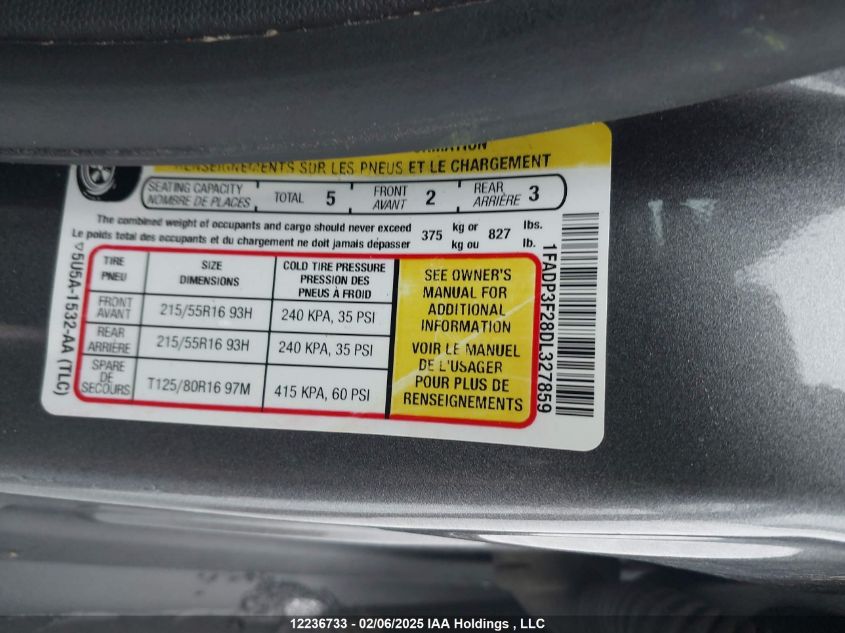 RENSEIGNEMENTS SUR LES PNEUS ET LE CHARGEMENT
SEATING CAPACITY
NOMBRE DE PLACES
TOTAL 5
FRONT
AVANT 2
REAR
ARRIÈRE 3
The combined weight of occupants and cargo should never exceed 375 kg or 827 lbs.
Le poids total des occupants et du chargement ne doit jamais dépasser kg ou lb.
TIRE
PNEU
SIZE
DIMENSIONS
COLD TIRE PRESSURE
PRESSION DES
PNEUS À FROID
FRONT
AVANT
215/55R16 93H
240 KPA, 35 PSI
REAR
ARRIÈRE
215/55R16 93H
240 KPA, 35 PSI
SPARE
DE
SECOURS
T125/80R16 97M
415 KPA, 60 PSI
SEE OWNER'S
MANUAL FOR
ADDITIONAL
INFORMATION
VOIR LE MANUEL
DE L'USAGER
POUR PLUS DE
RENSEIGNEMENTS
5U5A-1532-AA (TLC)
1FADP3F28DL327859
12236733 - 02/06/2025 IAA Holdings , LLC